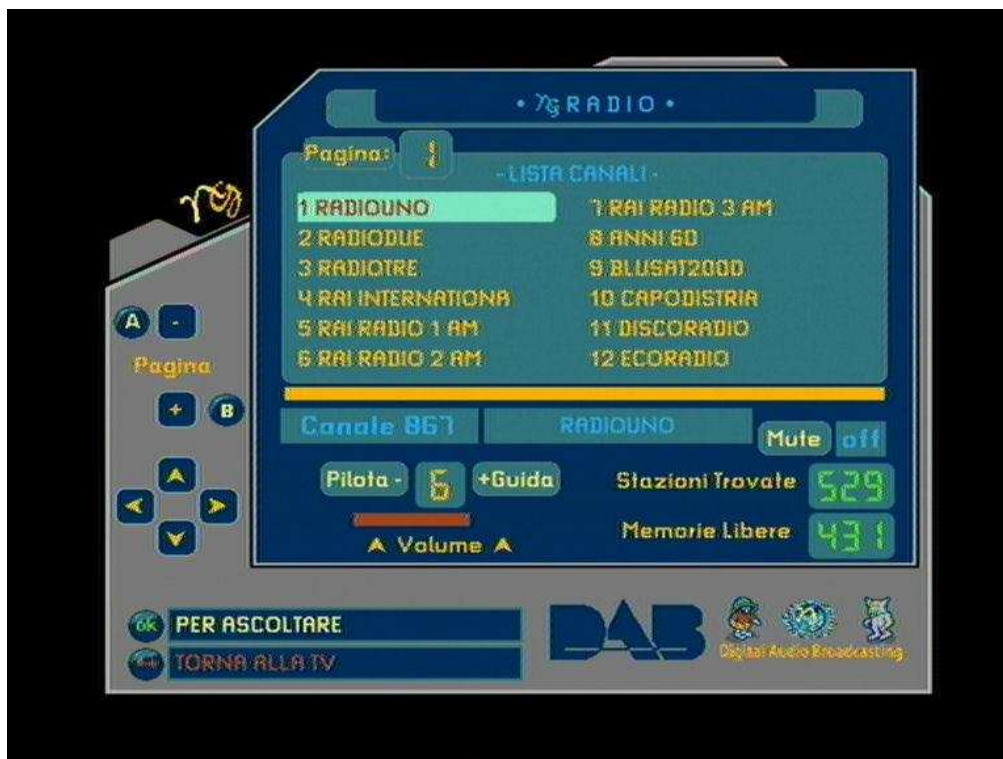 • 7G RADIO •
Pagina: 1
- LISTA CANALI -
1 RADIOUNO
2 RADIODUE
3 RADIOTRE
4 RAI INTERNATIONA
5 RAI RADIO 1 AM
6 RAI RADIO 2 AM
7 RAI RADIO 3 AM
8 ANNI 60
9 BLUSAT2000
10 CAPODISTRIA
11 DISCORADIO
12 ECORADIO
A -
Pagina
+ B
Canale 867 RADIOUNO
Mute off
Pilota - 6 +Guida
Stazioni Trovate 529
Volume
Memorie Libere 431
ok PER ASCOLTARE
TORNA ALLA TV
DAB
Digital Audio Broadcasting